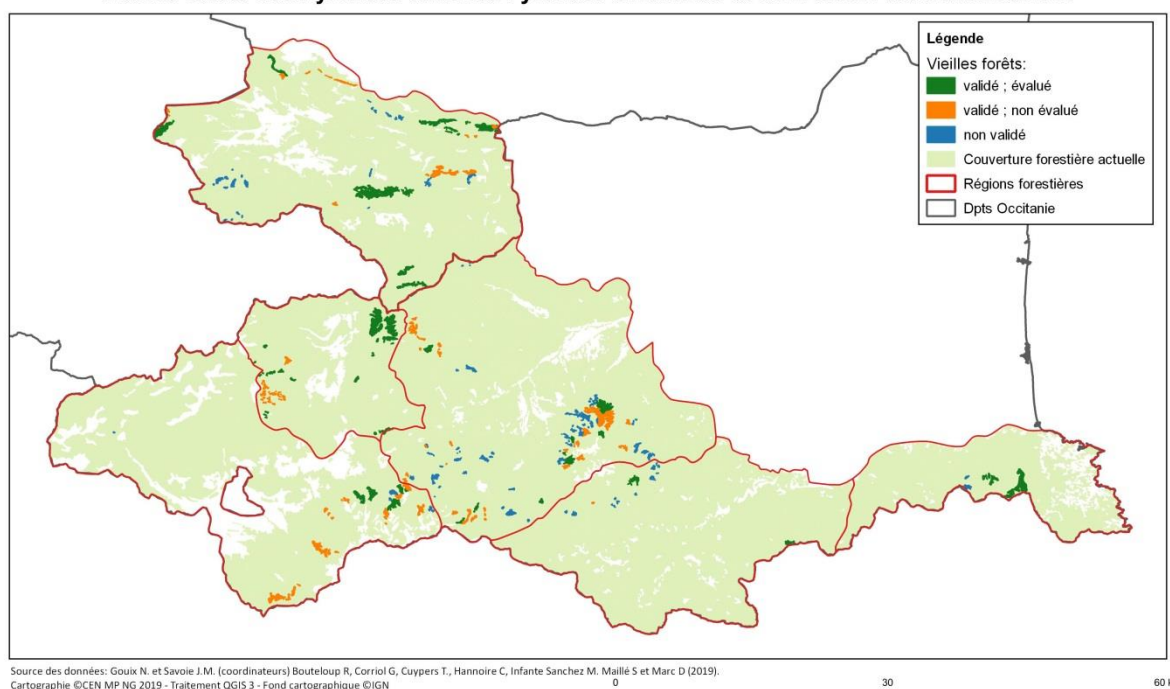 Légende
Vieilles forêts:
validé ; évalué
validé ; non évalué
non validé
Couverture forestière actuelle
Régions forestières
Dpts Occitanie
Source des données: Gouix N. et Savoie J.M. (coordinateurs) Bouteloup R, Corriol G, Cuypers T., Hannoire C, Infante Sanchez M. Maillé S et Marc D (2019).
Cartographie ©CEN MP NG 2019 - Traitement QGIS 3 - Fond cartographique ©IGN
0 30 60